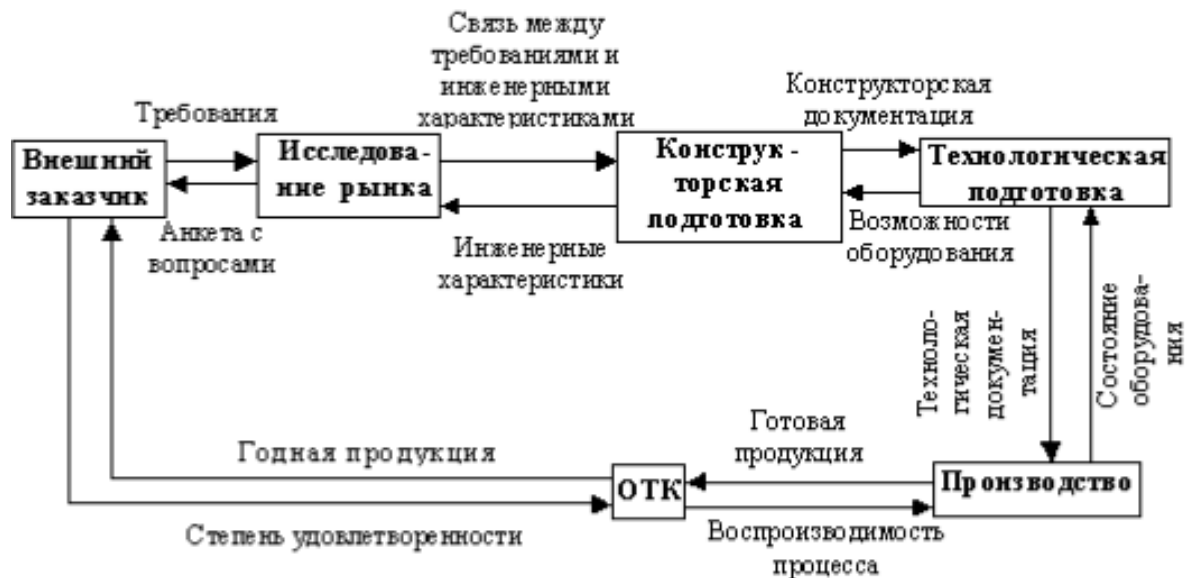 Связь между
требованиями и
инженерными
характеристиками
Конструкторская
документация
Требования
Внешний
заказчик
Исследова-
ние рынка
Конструк-
торская
подготовка
Технологическая
подготовка
Анкета с
вопросами
Инженерные
характеристики
Возможности
оборудования
Техноло-
гическая
докумен-
тация
Состояние
оборудова-
ния
Годная продукция
Готовая
продукция
ОТК
Производство
Степень удовлетворенности
Воспроизводимость
процесса